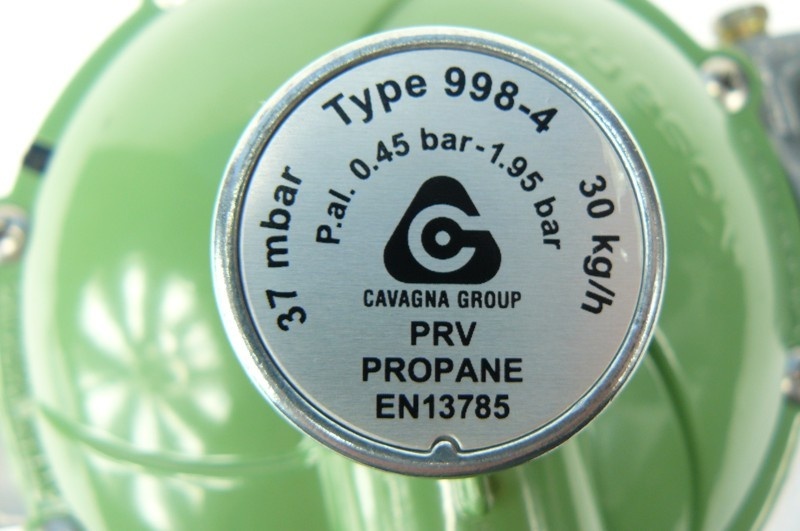 Type 998-4
P.al. 0.45 bar-1.95 bar
37 mbar
30 kg/h
CAVAGNA GROUP
PRV
PROPANE
EN13785